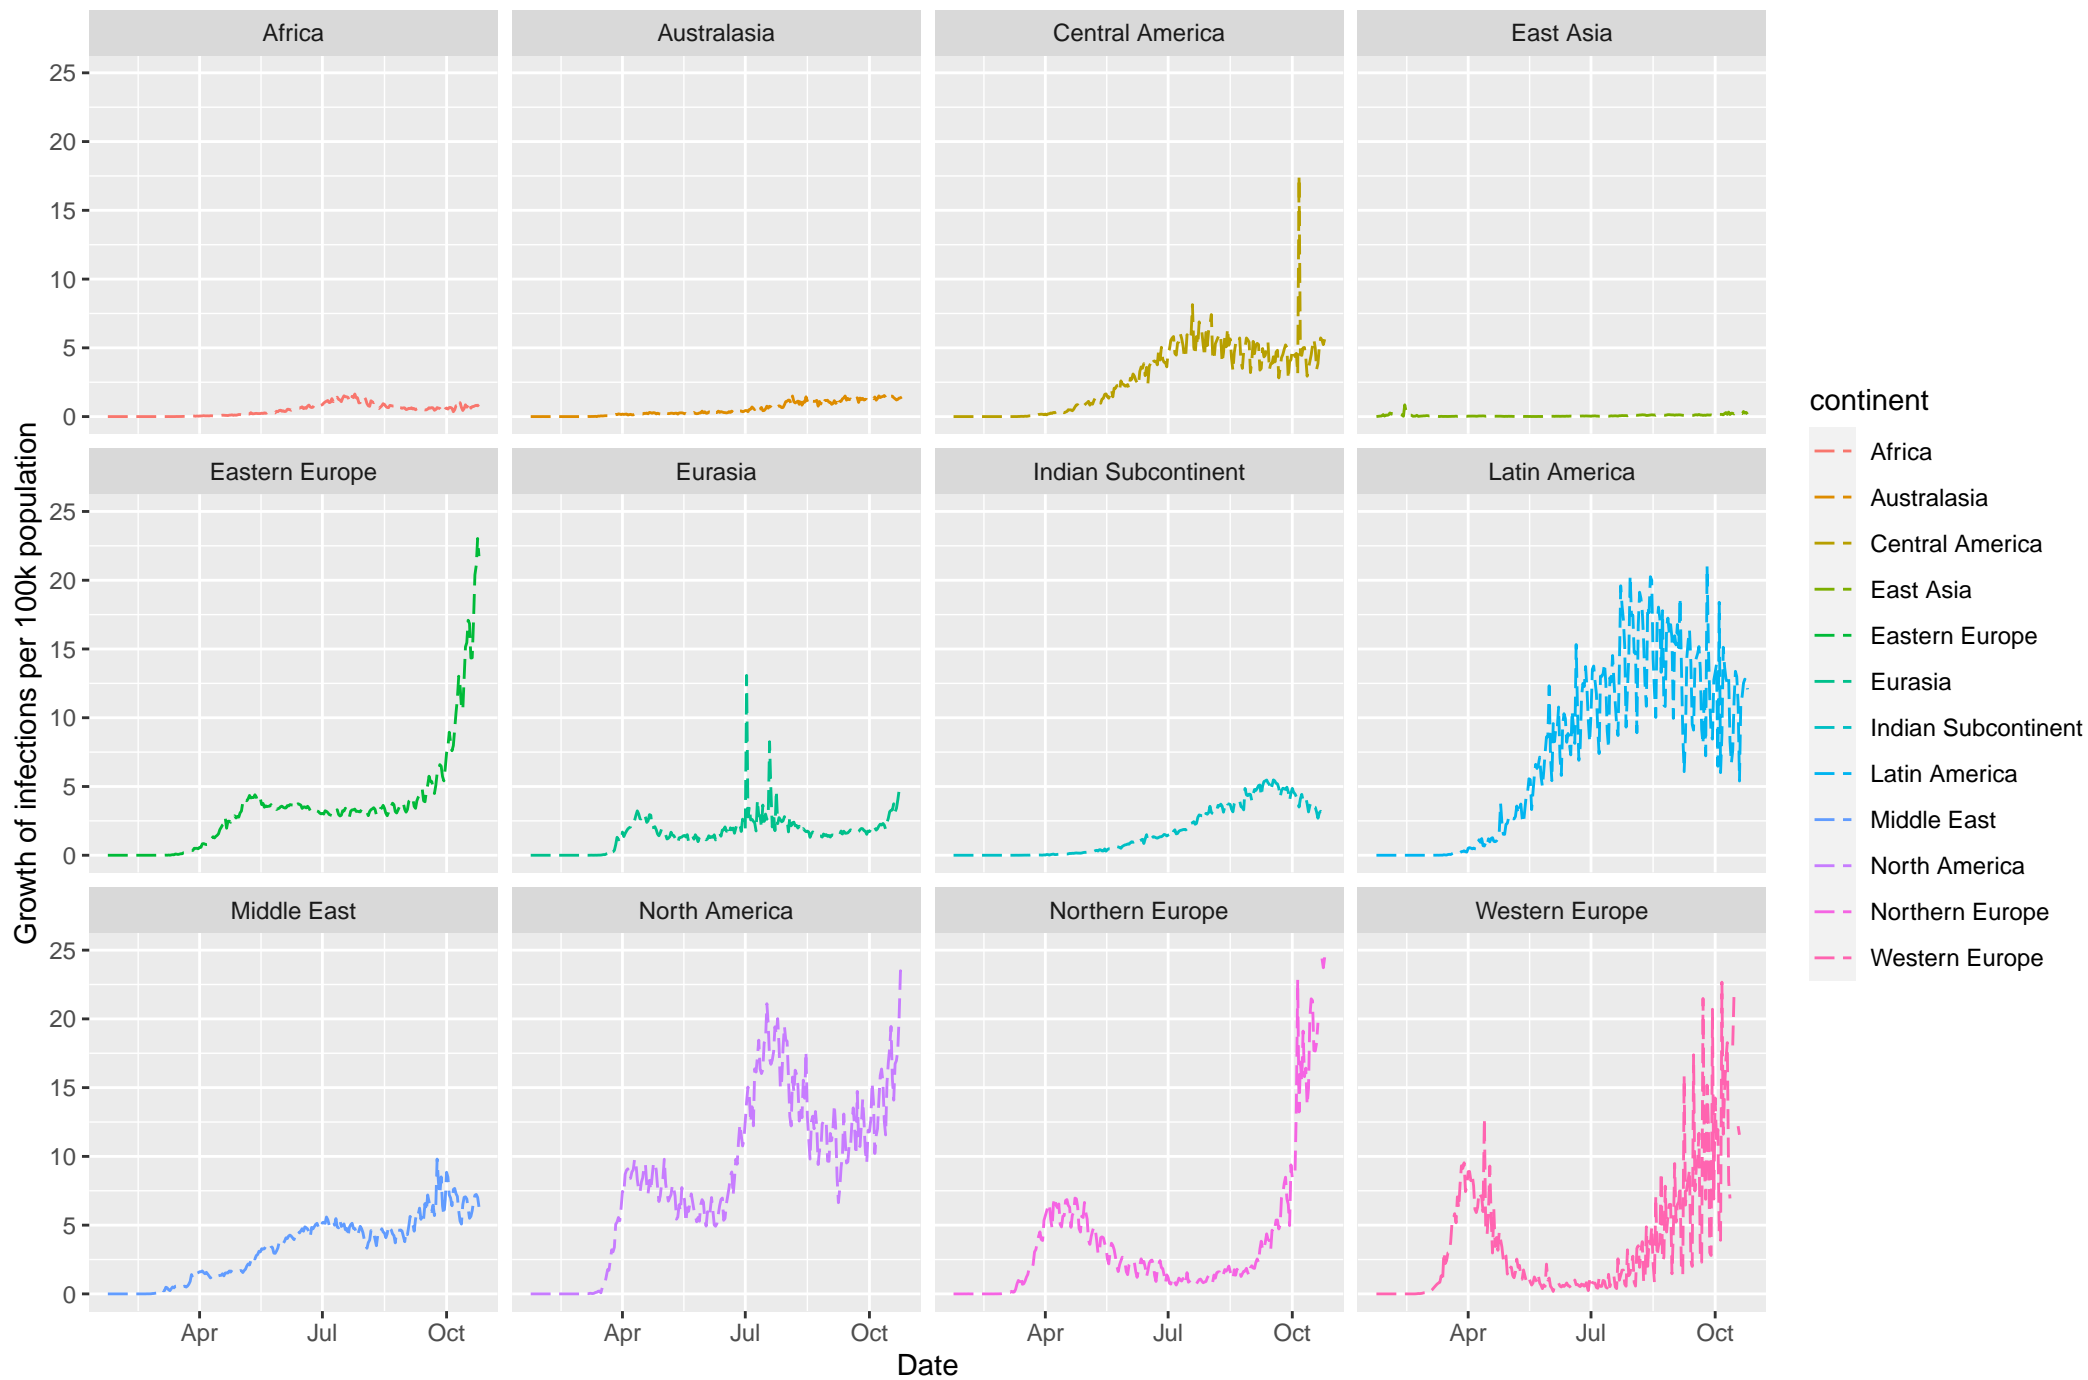 Africa
Australasia
Central America
East Asia
25
20
15
10
5
0
Eastern Europe
Eurasia
Indian Subcontinent
Latin America
25
20
15
10
5
0
Middle East
North America
Northern Europe
Western Europe
25
20
15
10
5
0
Apr Jul Oct
Apr Jul Oct
Apr Jul Oct
Apr Jul Oct
Date
Growth of infections per 100k population
continent
Africa
Australasia
Central America
East Asia
Eastern Europe
Eurasia
Indian Subcontinent
Latin America
Middle East
North America
Northern Europe
Western Europe